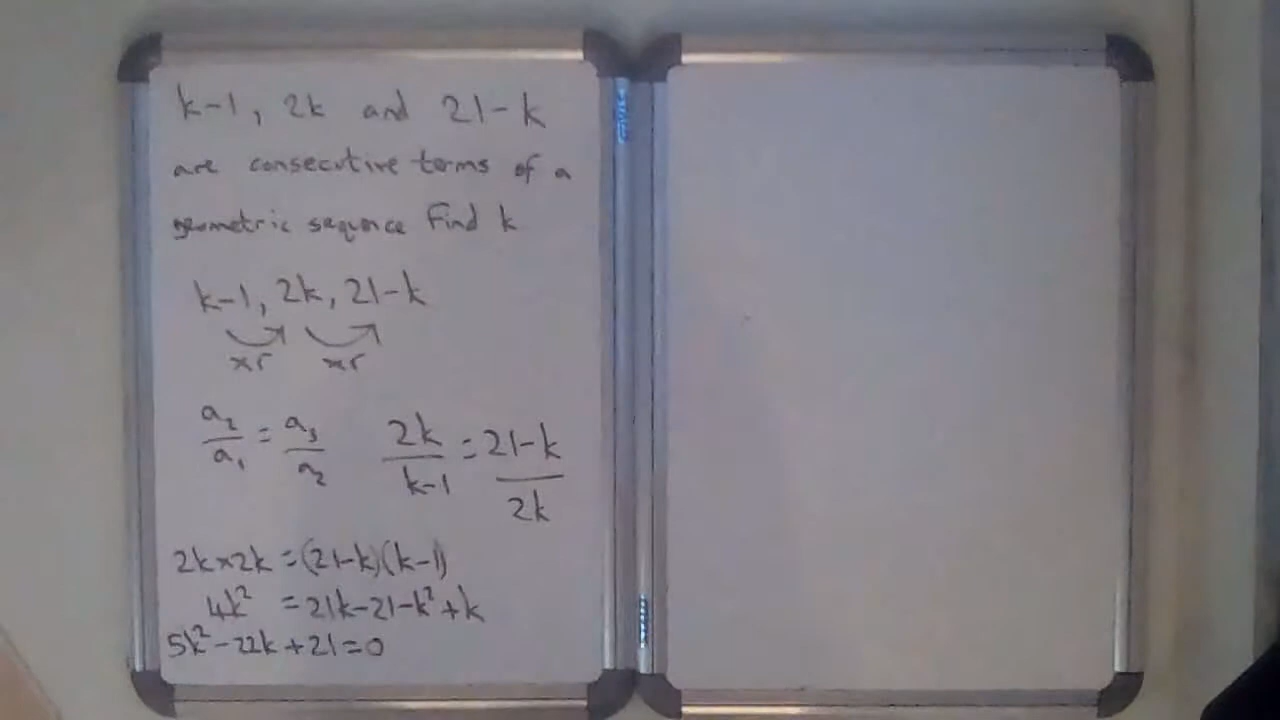 k-1, 2k and 21-k
are consecutive terms of a
geometric sequence Find k
k-1, 2k, 21-k
×r ×r
a₂/a₁ = a₃/a₂ 2k/k-1 = 21-k/2k
2k×2k = (21-k)(k-1)
4k² = 21k-21-k²+k
5k²-22k+21=0